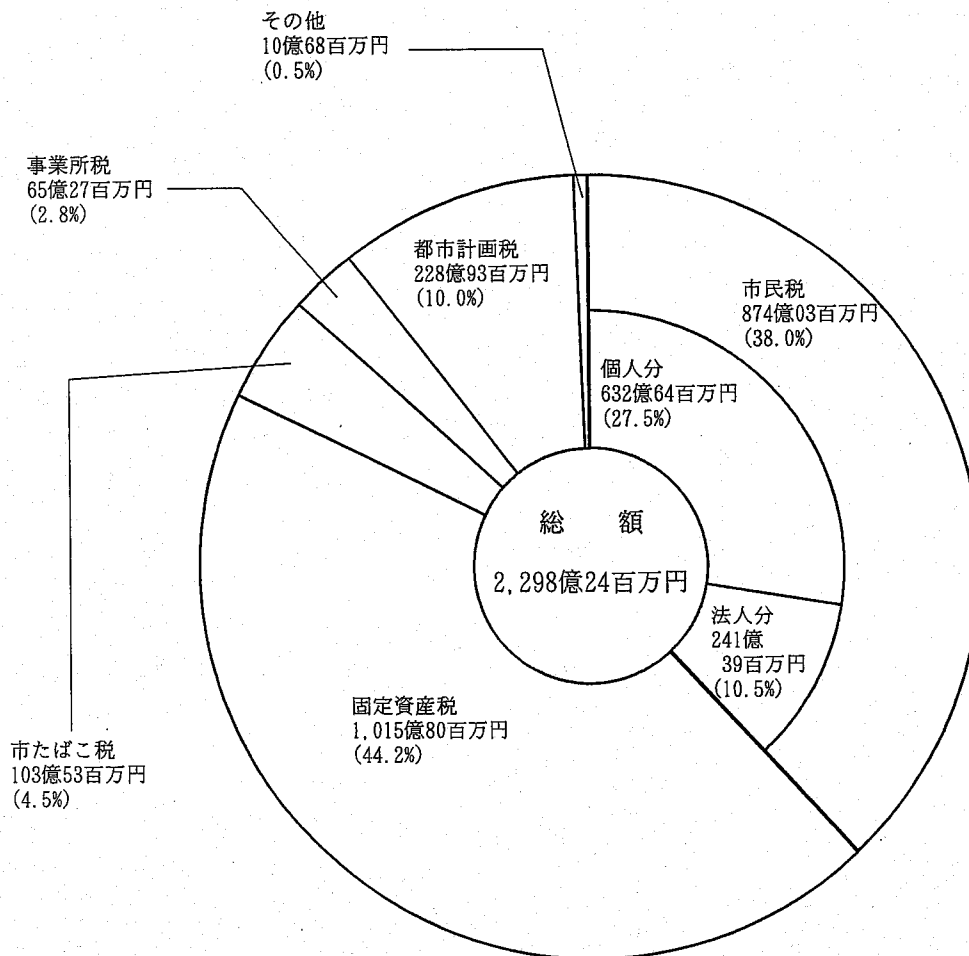 その他
10億68百万円
(0.5%)
事業所税
65億27百万円
(2.8%)
都市計画税
228億93百万円
(10.0%)
市民税
874億03百万円
(38.0%)
個人分
632億64百万円
(27.5%)
総　額
2,298億24百万円
法人分
241億
39百万円
(10.5%)
固定資産税
1,015億80百万円
(44.2%)
市たばこ税
103億53百万円
(4.5%)